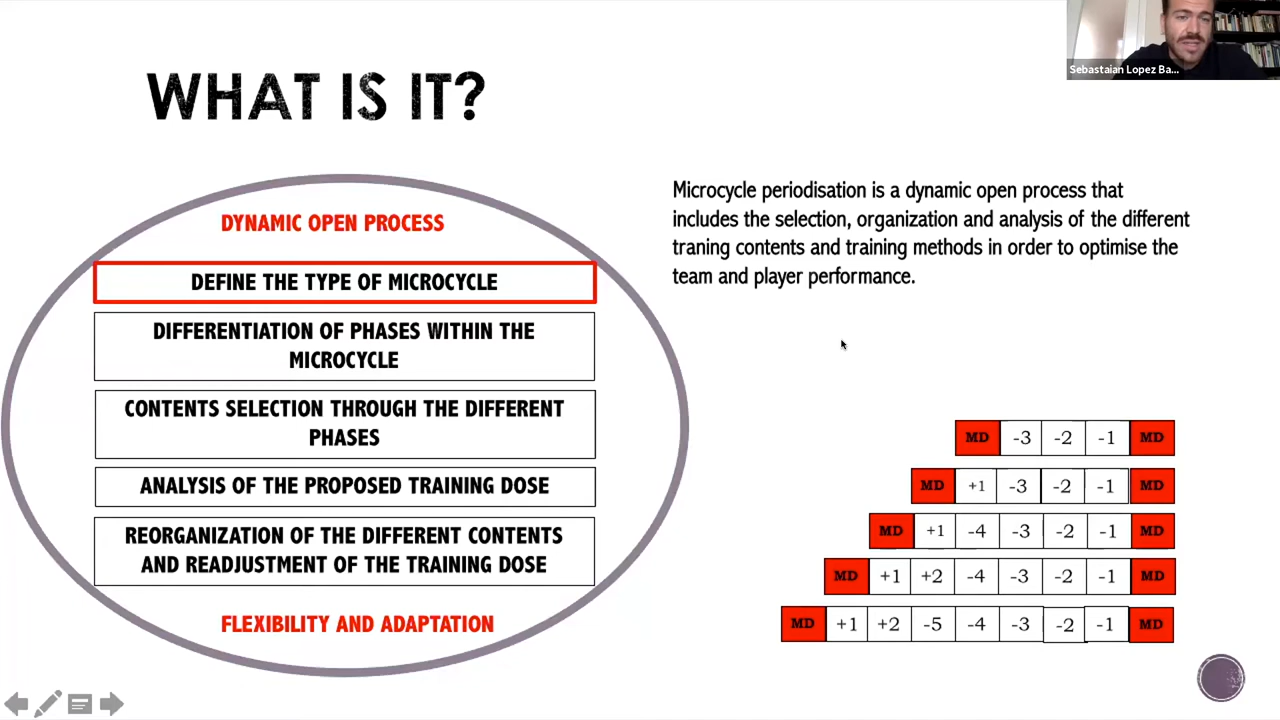 Sebastaian Lopez Ba...
WHAT IS IT?
DYNAMIC OPEN PROCESS
DEFINE THE TYPE OF MICROCYCLE
DIFFERENTIATION OF PHASES WITHIN THE
MICROCYCLE
CONTENTS SELECTION THROUGH THE DIFFERENT
PHASES
ANALYSIS OF THE PROPOSED TRAINING DOSE
REORGANIZATION OF THE DIFFERENT CONTENTS
AND READJUSTMENT OF THE TRAINING DOSE
FLEXIBILITY AND ADAPTATION
Microcycle periodisation is a dynamic open process that
includes the selection, organization and analysis of the different
traning contents and training methods in order to optimise the
team and player performance.
MD -3 -2 -1 MD
MD +1 -3 -2 -1 MD
MD +1 -4 -3 -2 -1 MD
MD +1 +2 -4 -3 -2 -1 MD
MD +1 +2 -5 -4 -3 -2 -1 MD